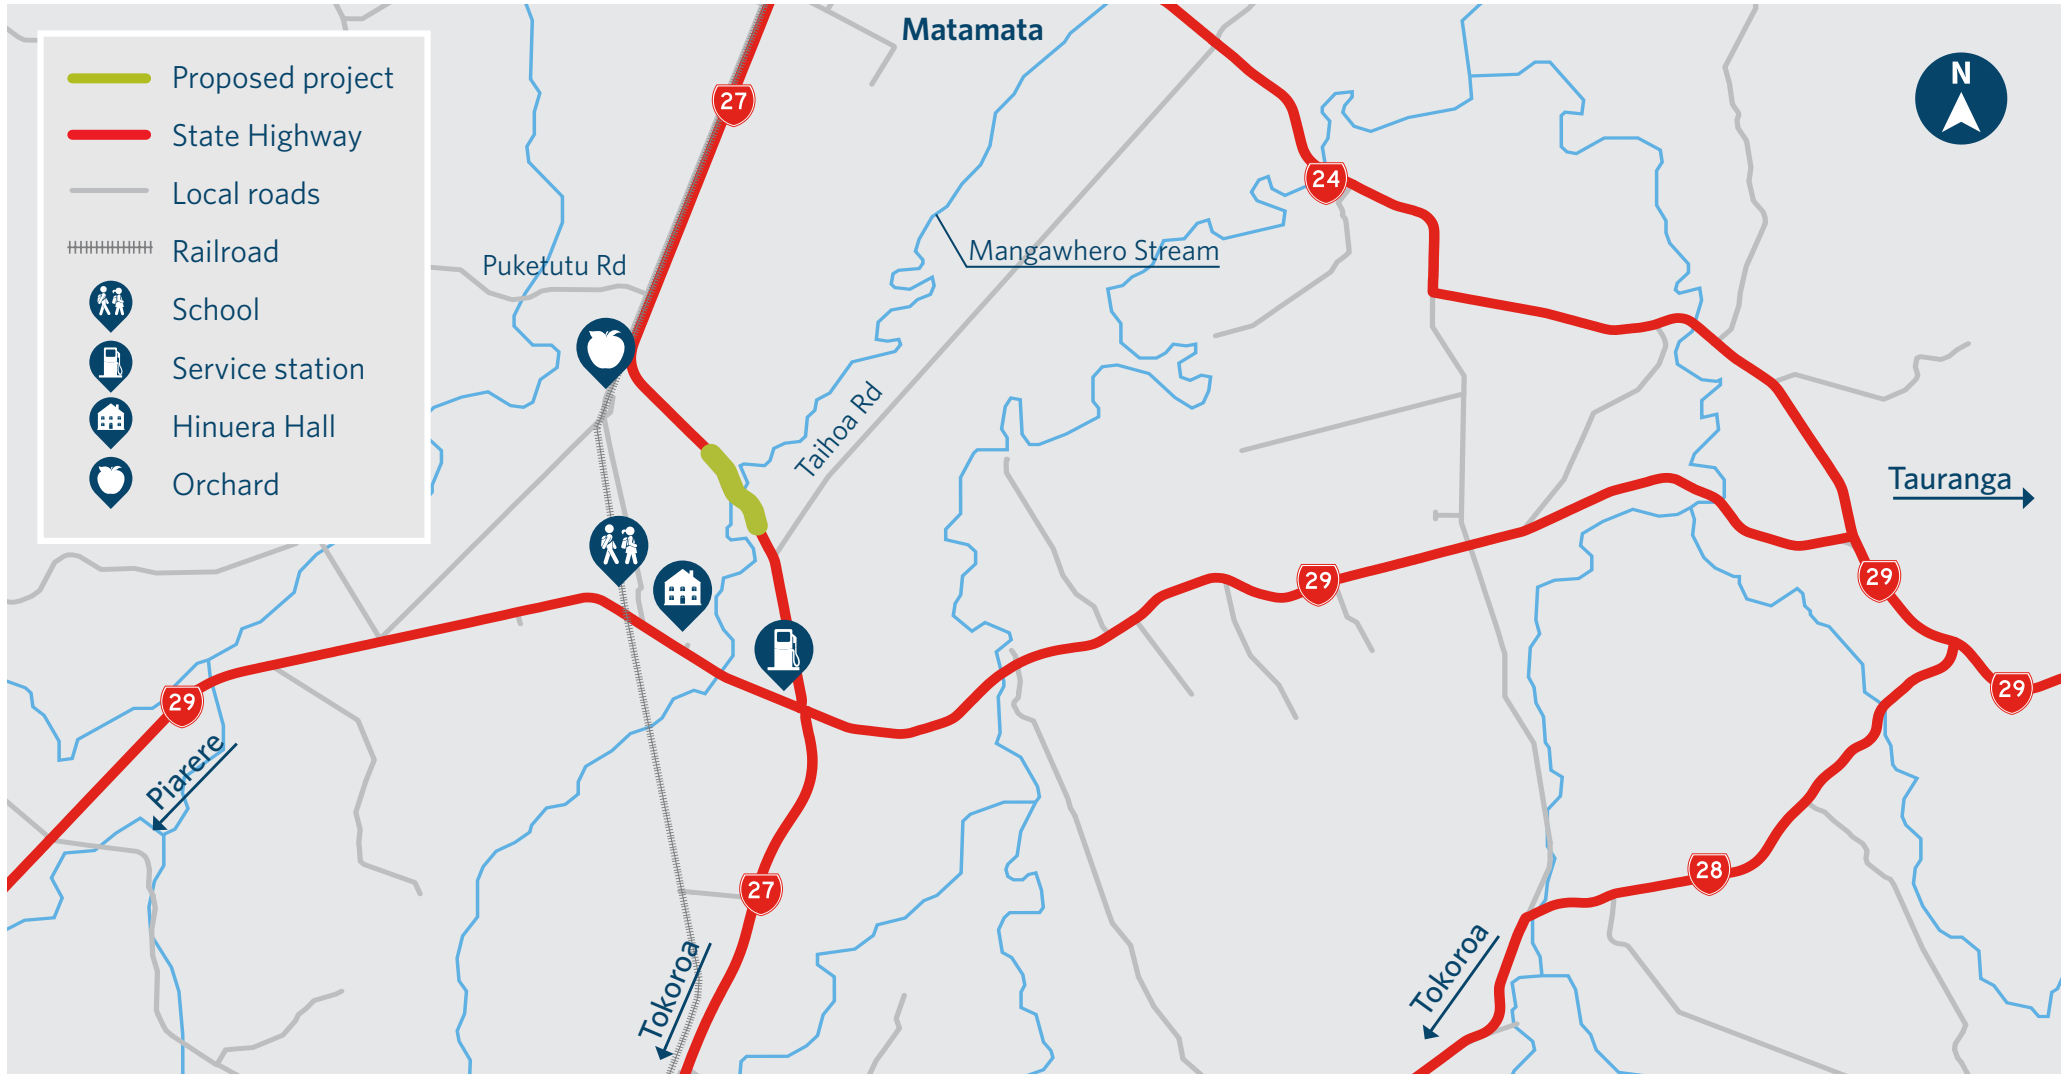 Matamata
N
Proposed project
State Highway
Local roads
Railroad
School
Service station
Hinuera Hall
Orchard
27
24
Puketutu Rd
Mangawhero Stream
Taihoa Rd
Tauranga
29
29
29
29
Piarere
28
27
Tokoroa
Tokoroa